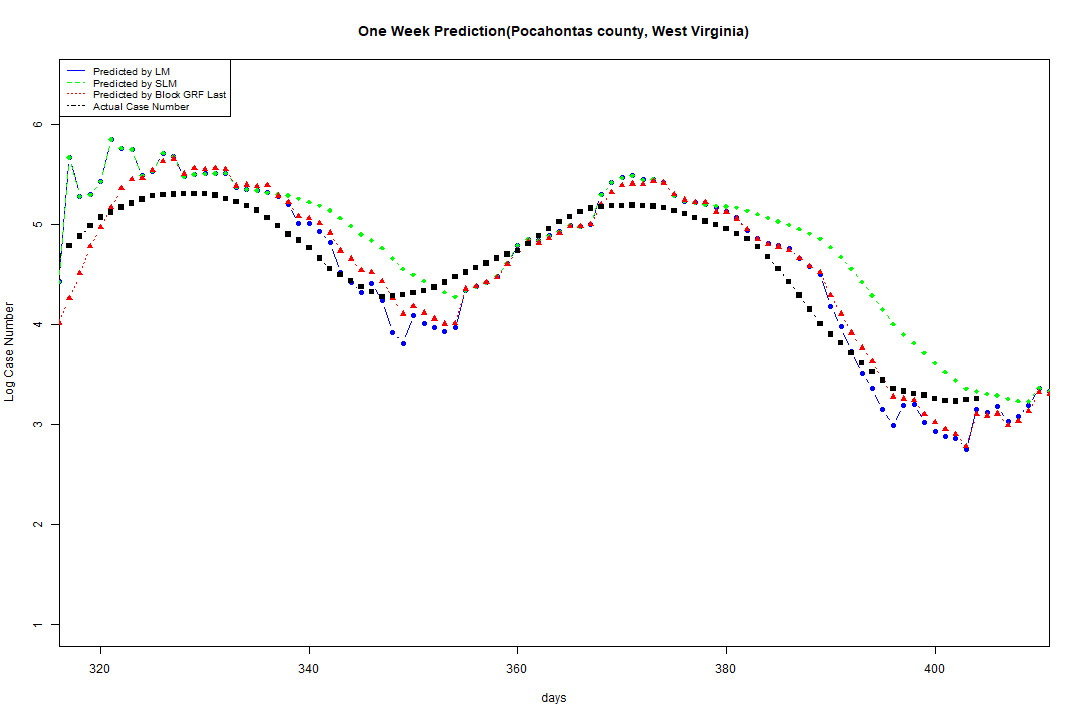 One Week Prediction(Pocahontas county, West Virginia)
Predicted by LM
Predicted by SLM
Predicted by Block GRF Last
Actual Case Number
6
5
4
3
2
1
Log Case Number
320 340 360 380 400
days